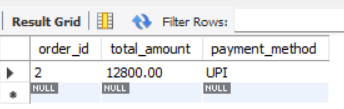 Result Grid Filter Rows:
order_id total_amount payment_method
2 12800.00 UPI
NULL NULL NULL